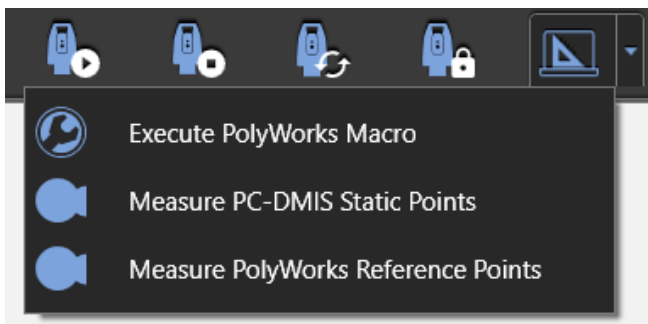 Execute PolyWorks Macro
Measure PC-DMIS Static Points
Measure PolyWorks Reference Points